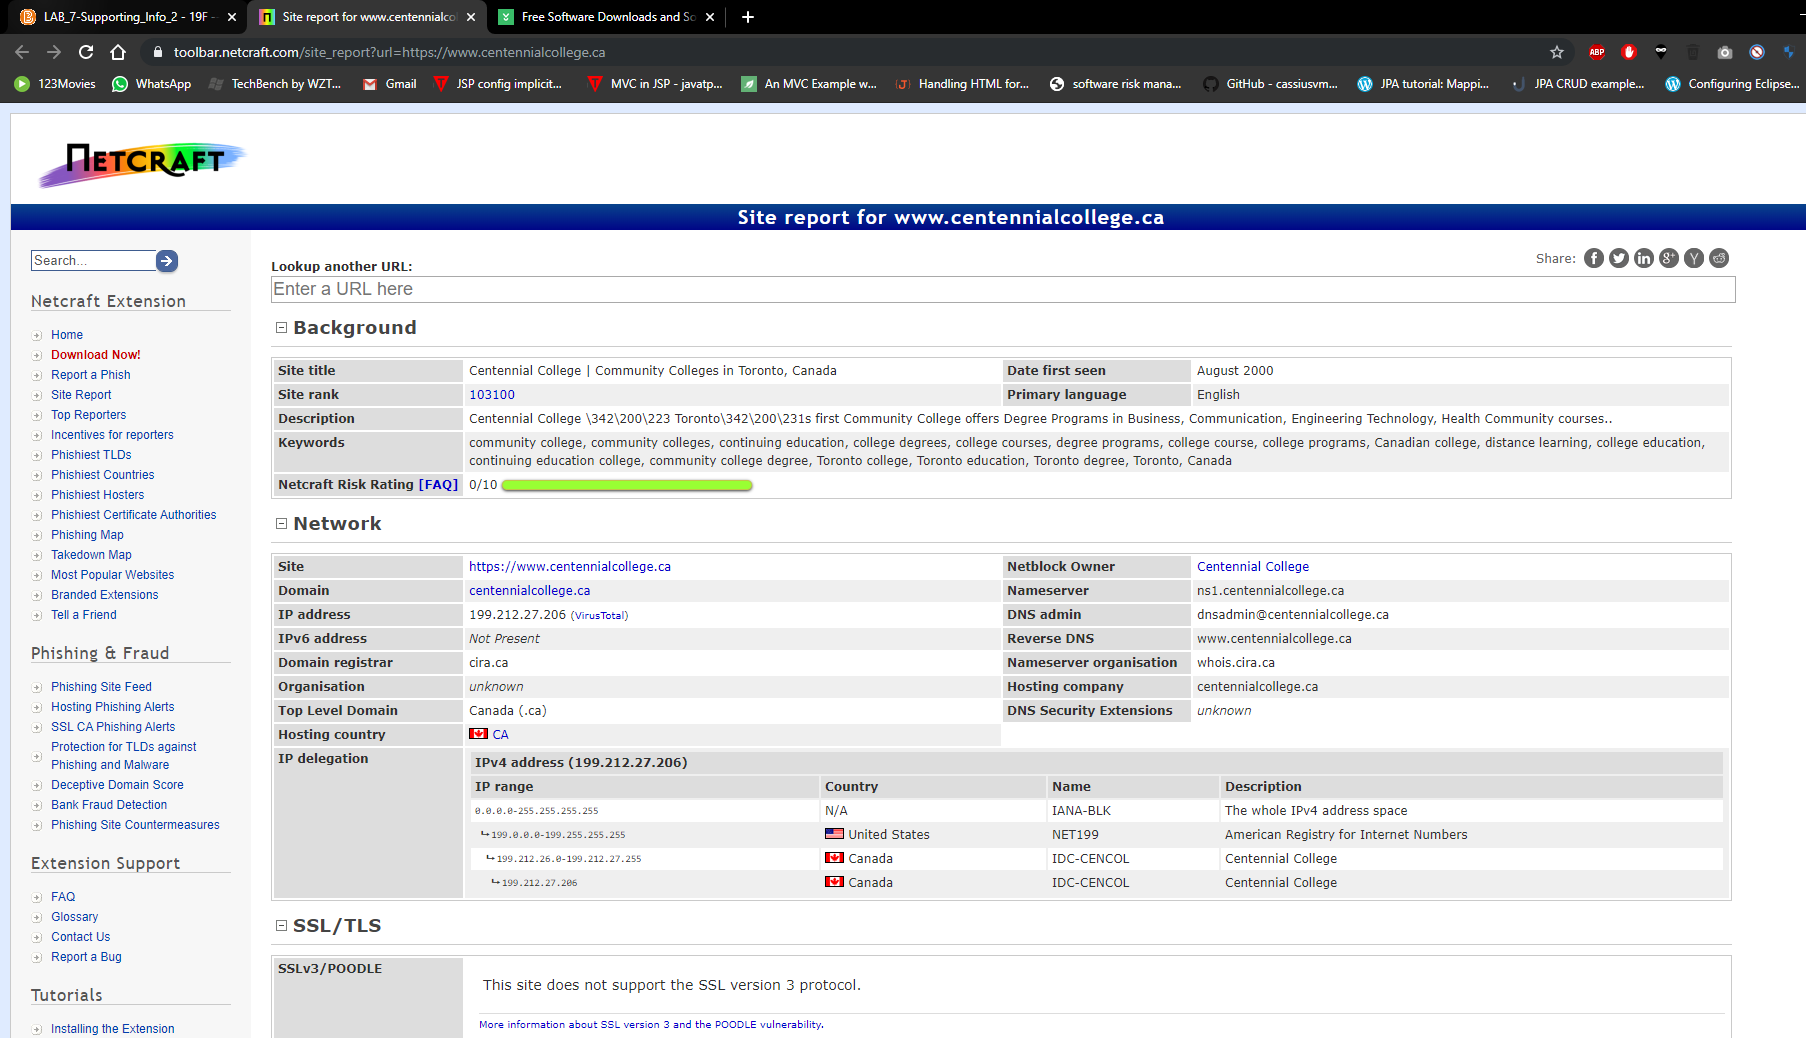 LAB_7-Supporting_Info_2 - 19F -
Site report for www.centennialcol
Free Software Downloads and So
toolbar.netcraft.com/site_report?url=https://www.centennialcollege.ca
ABP
123Movies WhatsApp TechBench by WZT... Gmail JSP config implicit... MVC in JSP - javatp... An MVC Example w... Handling HTML for... software risk mana... GitHub - cassiusvm... JPA tutorial: Mappi... JPA CRUD example... Configuring Eclipse...
NETCRAFT
Site report for www.centennialcollege.ca
Search...
Netcraft Extension
Home
Download Now!
Report a Phish
Site Report
Top Reporters
Incentives for reporters
Phishiest TLDs
Phishiest Countries
Phishiest Hosters
Phishiest Certificate Authorities
Phishing Map
Takedown Map
Most Popular Websites
Branded Extensions
Tell a Friend
Phishing & Fraud
Phishing Site Feed
Hosting Phishing Alerts
SSL CA Phishing Alerts
Protection for TLDs against
Phishing and Malware
Deceptive Domain Score
Bank Fraud Detection
Phishing Site Countermeasures
Extension Support
FAQ
Glossary
Contact Us
Report a Bug
Tutorials
Installing the Extension
Share:
Lookup another URL:
Enter a URL here
Background
Site title Centennial College | Community Colleges in Toronto, Canada Date first seen August 2000
Site rank 103100 Primary language English
Description Centennial College \342\200\223 Toronto\342\200\231s first Community College offers Degree Programs in Business, Communication, Engineering Technology, Health Community courses..
Keywords community college, community colleges, continuing education, college degrees, college courses, degree programs, college course, college programs, Canadian college, distance learning, college education,
continuing education college, community college degree, Toronto college, Toronto education, Toronto degree, Toronto, Canada
Netcraft Risk Rating [FAQ] 0/10
Network
Site https://www.centennialcollege.ca Netblock Owner Centennial College
Domain centennialcollege.ca Nameserver ns1.centennialcollege.ca
IP address 199.212.27.206 (VirusTotal) DNS admin dnsadmin@centennialcollege.ca
IPv6 address Not Present Reverse DNS www.centennialcollege.ca
Domain registrar cira.ca Nameserver organisation whois.cira.ca
Organisation unknown Hosting company centennialcollege.ca
Top Level Domain Canada (.ca) DNS Security Extensions unknown
Hosting country CA
IP delegation
IPv4 address (199.212.27.206)
IP range Country Name Description
0.0.0.0-255.255.255.255 N/A IANA-BLK The whole IPv4 address space
↳199.0.0.0-199.255.255.255 United States NET199 American Registry for Internet Numbers
↳199.212.26.0-199.212.27.255 Canada IDC-CENCOL Centennial College
↳199.212.27.206 Canada IDC-CENCOL Centennial College
SSL/TLS
SSLv3/POODLE
This site does not support the SSL version 3 protocol.
More information about SSL version 3 and the POODLE vulnerability.